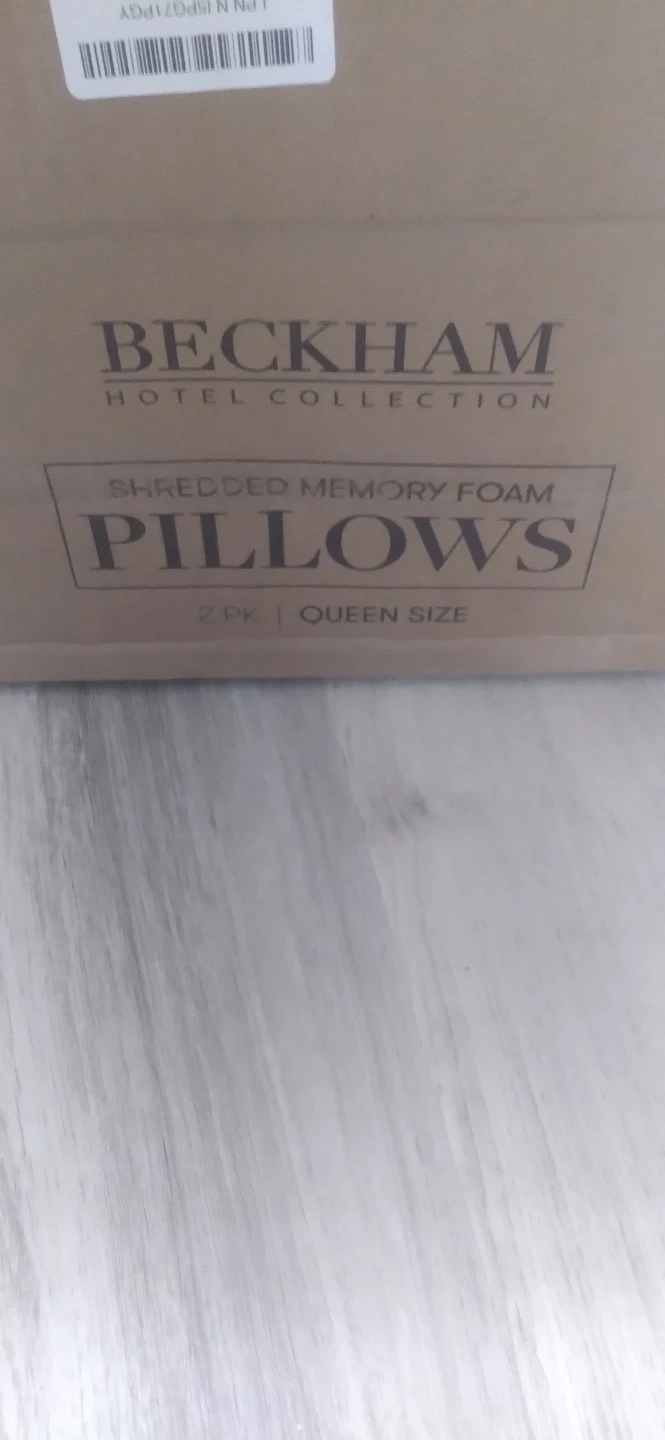 BECKHAM
HOTEL COLLECTION
SHREDDED MEMORY FOAM
PILLOWS
2 PK | QUEEN SIZE